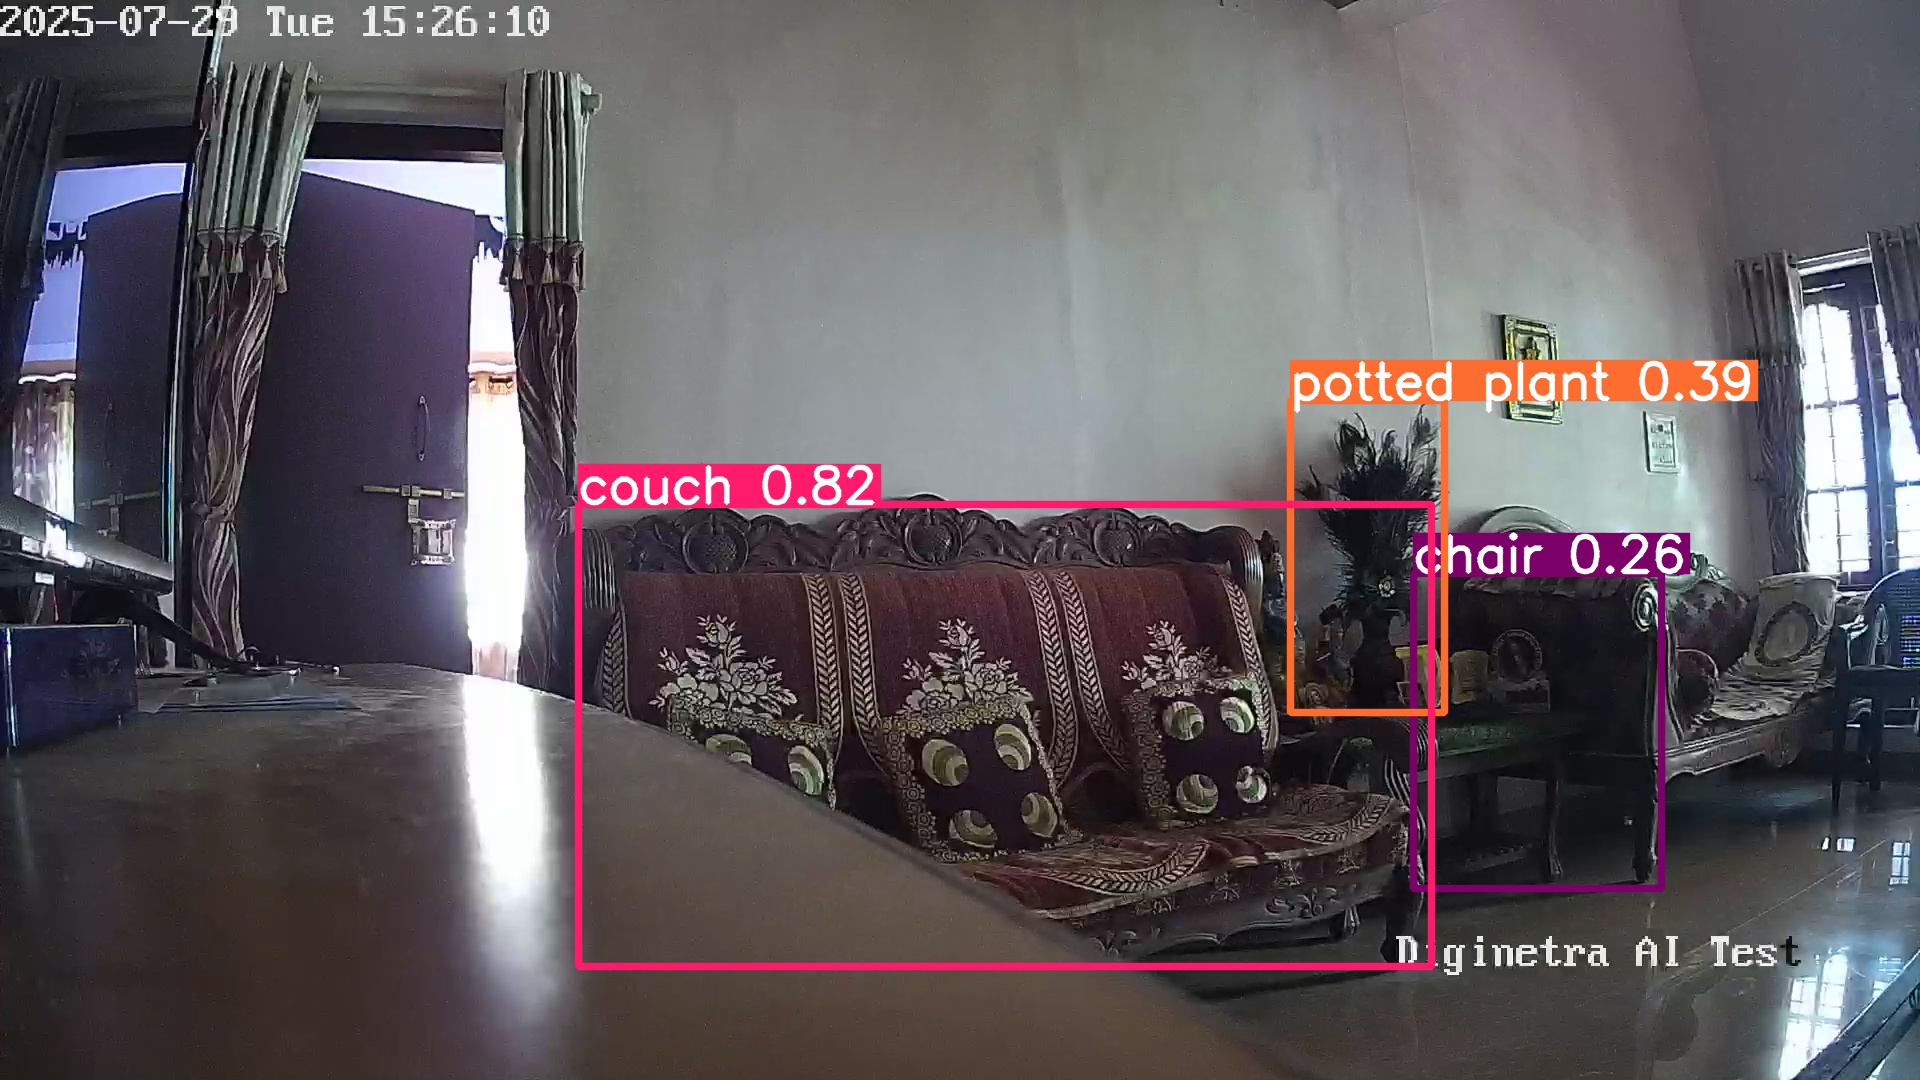 2025-07-29 Tue 15:26:10
potted plant 0.39
couch 0.82
chair 0.26
Diginetra AI Test